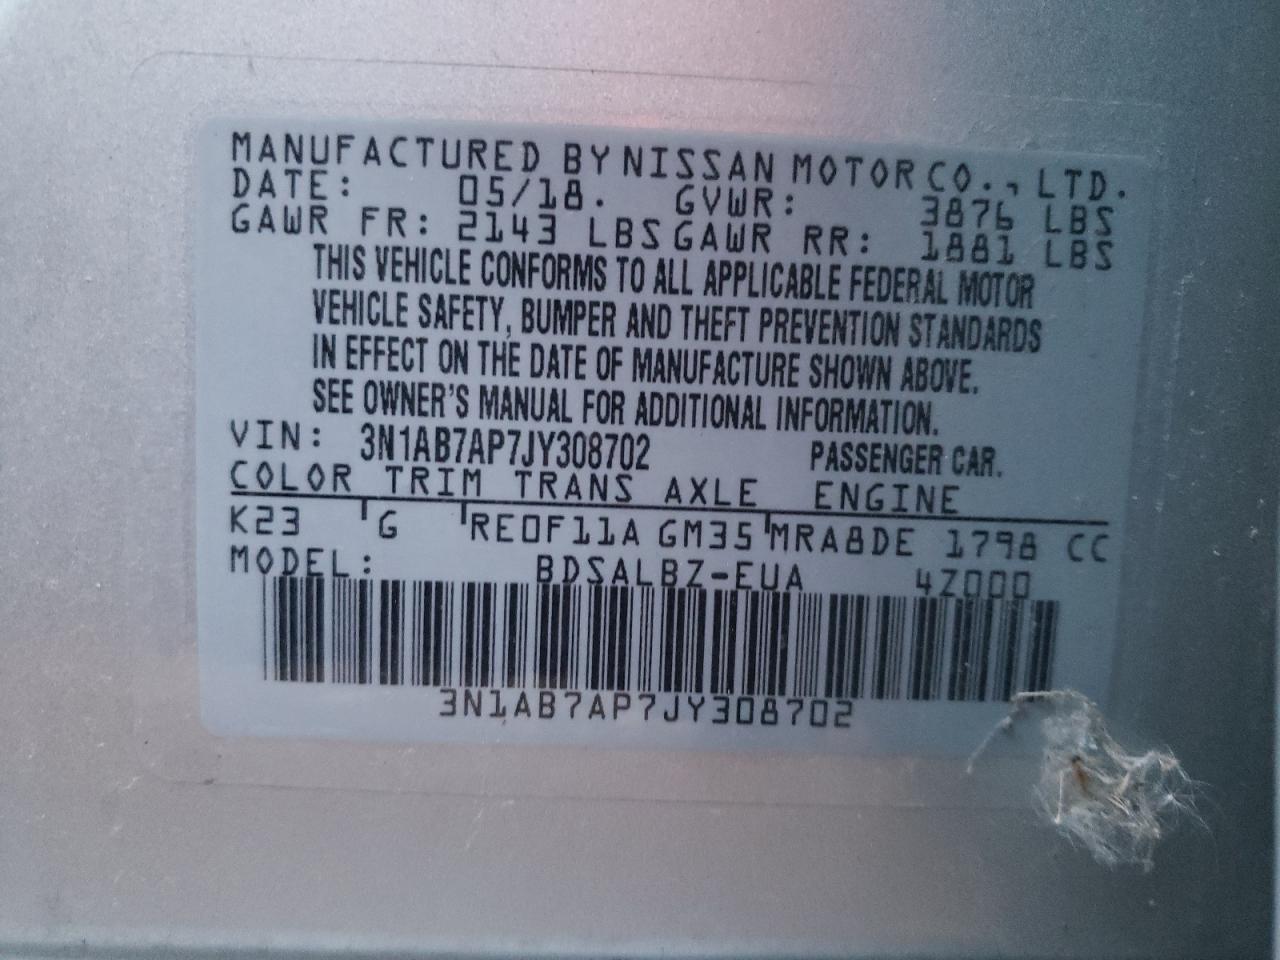 MANUFACTURED BY NISSAN MOTOR CO., LTD.
DATE: 05/18. GVWR: 3876 LBS
GAWR FR: 2143 LBS GAWR RR: 1881 LBS
THIS VEHICLE CONFORMS TO ALL APPLICABLE FEDERAL MOTOR
VEHICLE SAFETY, BUMPER AND THEFT PREVENTION STANDARDS
IN EFFECT ON THE DATE OF MANUFACTURE SHOWN ABOVE.
SEE OWNER'S MANUAL FOR ADDITIONAL INFORMATION.
VIN: 3N1AB7AP7JY308702 PASSENGER CAR.
COLOR TRIM TRANS AXLE ENGINE
K23 G RE0F11A GM35 MRA8DE 1798 CC
MODEL: BDSALBZ-EUA 4Z000
3N1AB7AP7JY308702